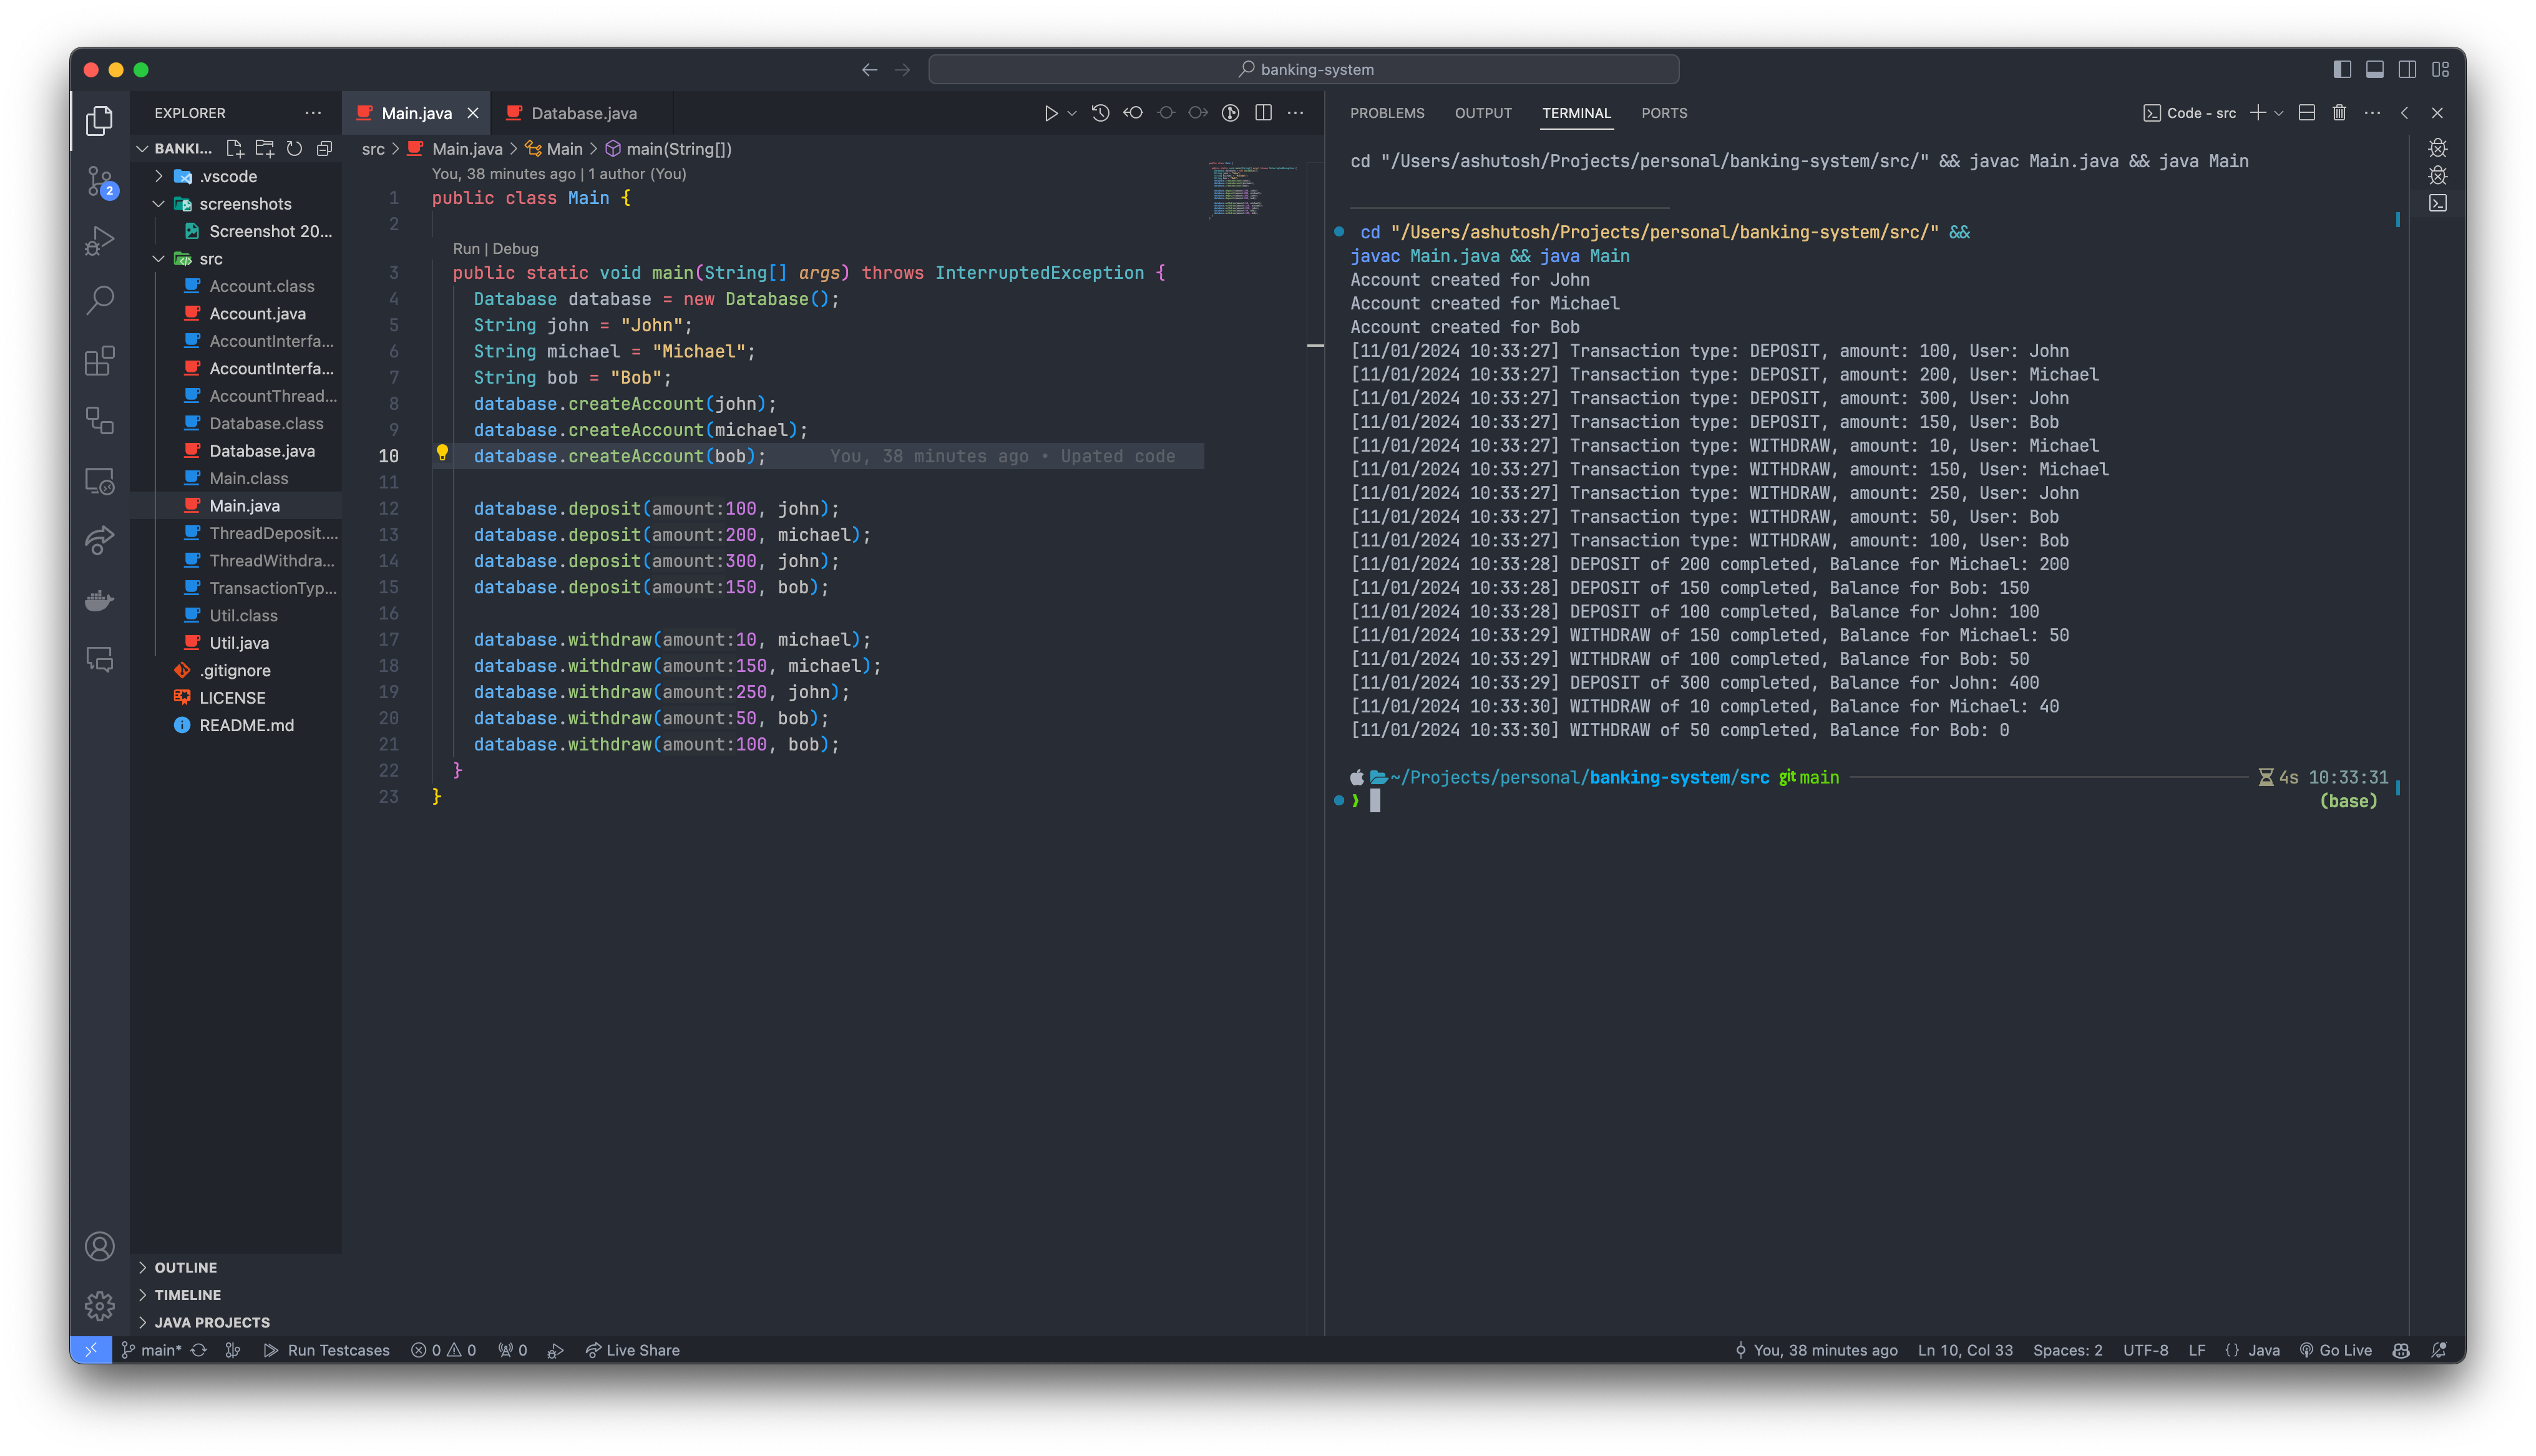 banking-system
EXPLORER
BANKI...
.vscode
screenshots
Screenshot 20...
src
Account.class
Account.java
AccountInterfa...
AccountInterfa...
AccountThread...
Database.class
Database.java
Main.class
Main.java
ThreadDeposit....
ThreadWithdra...
TransactionTyp...
Util.class
Util.java
.gitignore
LICENSE
README.md
OUTLINE
TIMELINE
JAVA PROJECTS
2
Main.java Database.java
src > Main.java > Main > main(String[])
You, 38 minutes ago | 1 author (You)
1 public class Main {
2
Run | Debug
3 public static void main(String[] args) throws InterruptedException {
4 Database database = new Database();
5 String john = "John";
6 String michael = "Michael";
7 String bob = "Bob";
8 database.createAccount(john);
9 database.createAccount(michael);
10 database.createAccount(bob); You, 38 minutes ago • Upated code
11
12 database.deposit(amount:100, john);
13 database.deposit(amount:200, michael);
14 database.deposit(amount:300, john);
15 database.deposit(amount:150, bob);
16
17 database.withdraw(amount:10, michael);
18 database.withdraw(amount:150, michael);
19 database.withdraw(amount:250, john);
20 database.withdraw(amount:50, bob);
21 database.withdraw(amount:100, bob);
22 }
23 }
PROBLEMS OUTPUT TERMINAL PORTS
Code - src
cd "/Users/ashutosh/Projects/personal/banking-system/src/" && javac Main.java && java Main
cd "/Users/ashutosh/Projects/personal/banking-system/src/" &&
javac Main.java && java Main
Account created for John
Account created for Michael
Account created for Bob
[11/01/2024 10:33:27] Transaction type: DEPOSIT, amount: 100, User: John
[11/01/2024 10:33:27] Transaction type: DEPOSIT, amount: 200, User: Michael
[11/01/2024 10:33:27] Transaction type: DEPOSIT, amount: 300, User: John
[11/01/2024 10:33:27] Transaction type: DEPOSIT, amount: 150, User: Bob
[11/01/2024 10:33:27] Transaction type: WITHDRAW, amount: 10, User: Michael
[11/01/2024 10:33:27] Transaction type: WITHDRAW, amount: 150, User: Michael
[11/01/2024 10:33:27] Transaction type: WITHDRAW, amount: 250, User: John
[11/01/2024 10:33:27] Transaction type: WITHDRAW, amount: 50, User: Bob
[11/01/2024 10:33:27] Transaction type: WITHDRAW, amount: 100, User: Bob
[11/01/2024 10:33:28] DEPOSIT of 200 completed, Balance for Michael: 200
[11/01/2024 10:33:28] DEPOSIT of 150 completed, Balance for Bob: 150
[11/01/2024 10:33:28] DEPOSIT of 100 completed, Balance for John: 100
[11/01/2024 10:33:29] WITHDRAW of 150 completed, Balance for Michael: 50
[11/01/2024 10:33:29] WITHDRAW of 100 completed, Balance for Bob: 50
[11/01/2024 10:33:29] DEPOSIT of 300 completed, Balance for John: 400
[11/01/2024 10:33:30] WITHDRAW of 10 completed, Balance for Michael: 40
[11/01/2024 10:33:30] WITHDRAW of 50 completed, Balance for Bob: 0
~/Projects/personal/banking-system/src git main 4s 10:33:31
❯ (base)
main* Run Testcases 0 0 0 Live Share You, 38 minutes ago Ln 10, Col 33 Spaces: 2 UTF-8 LF {} Java Go Live